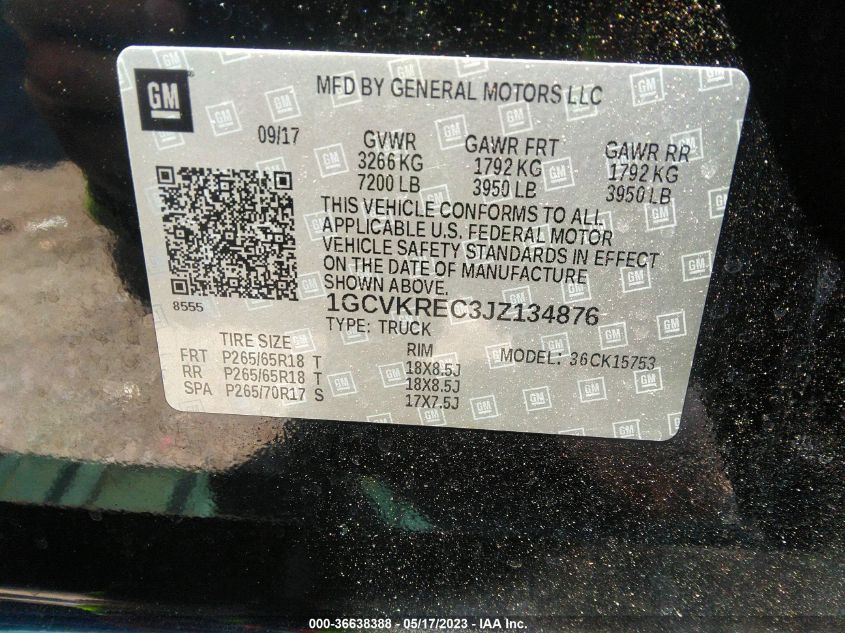 GM
MFD BY GENERAL MOTORS LLC
09/17
GVWR GAWR FRT GAWR RR
3266 KG 1792 KG 1792 KG
7200 LB 3950 LB 3950 LB
THIS VEHICLE CONFORMS TO ALL
APPLICABLE U.S. FEDERAL MOTOR
VEHICLE SAFETY STANDARDS IN EFFECT
ON THE DATE OF MANUFACTURE
SHOWN ABOVE.
8555
1GCVKREC3JZ134876
TYPE: TRUCK
TIRE SIZE RIM MODEL: 36CK15753
FRT P265/65R18 T 18X8.5J
RR P265/65R18 T 18X8.5J
SPA P265/70R17 S 17X7.5J
000-36638388 — 05/17/2023 — IAA Inc.